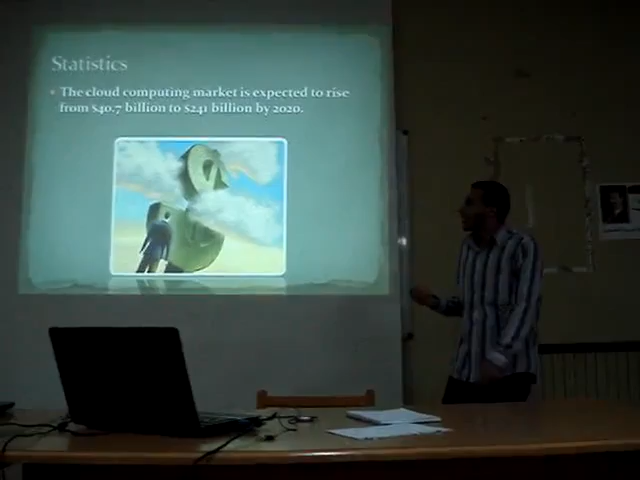 Statistics
The cloud computing market is expected to rise
from $40.7 billion to $241 billion by 2020.